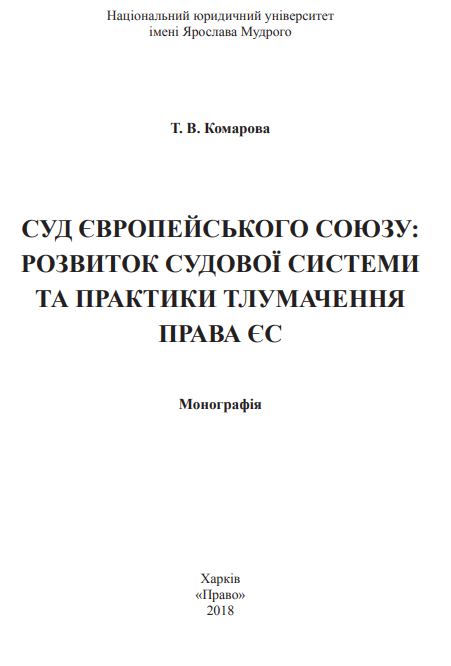 Національний юридичний університет
імені Ярослава Мудрого
Т. В. Комарова
СУД ЄВРОПЕЙСЬКОГО СОЮЗУ:
РОЗВИТОК СУДОВОЇ СИСТЕМИ
ТА ПРАКТИКИ ТЛУМАЧЕННЯ
ПРАВА ЄС
Монографія
Харків
«Право»
2018